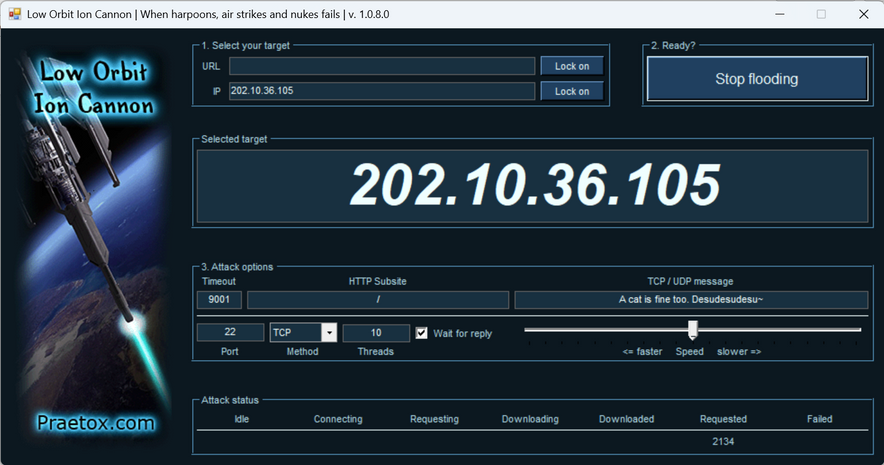 Low Orbit Ion Cannon | When harpoons, air strikes and nukes fails | v. 1.0.8.0
Low Orbit
Ion Cannon
Praetox.com
1. Select your target
URL
Lock on
IP
202.10.36.105
Lock on
2. Ready?
Stop flooding
Selected target
202.10.36.105
3. Attack options
Timeout
HTTP Subsite
TCP / UDP message
9001
/
A cat is fine too. Desudesudesu~
22
TCP
10
Wait for reply
Port
Method
Threads
<= faster
Speed
slower =>
Attack status
Idle
Connecting
Requesting
Downloading
Downloaded
Requested
Failed
2134